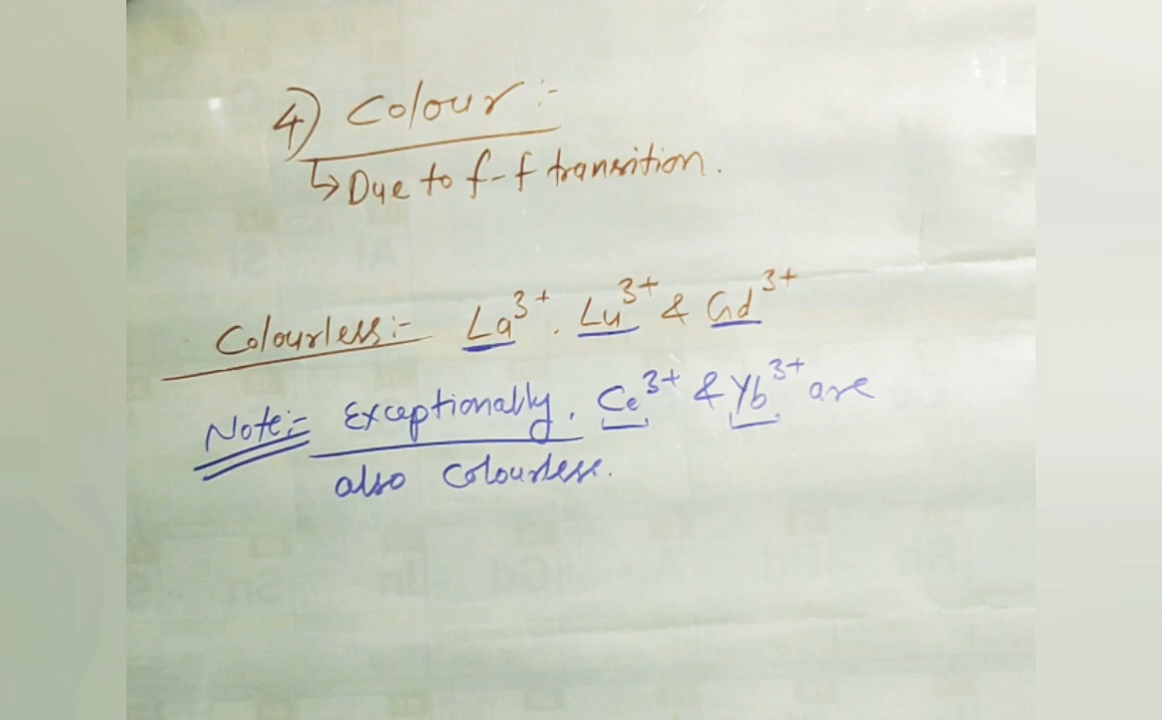 4) Colour :-
↳ Due to f-f transition.
Colourless :- La³⁺, Lu³⁺ & Gd³⁺
Note :- Exceptionally, Ce³⁺ & Yb³⁺ are
also colourless.